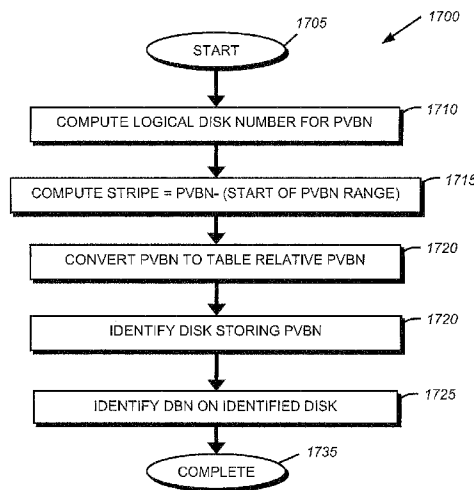 1705
START
1700
COMPUTE LOGICAL DISK NUMBER FOR PVBN
1710
COMPUTE STRIPE = PVBN- (START OF PVBN RANGE)
1715
CONVERT PVBN TO TABLE RELATIVE PVBN
1720
IDENTIFY DISK STORING PVBN
1720
IDENTIFY DBN ON IDENTIFIED DISK
1725
COMPLETE
1735